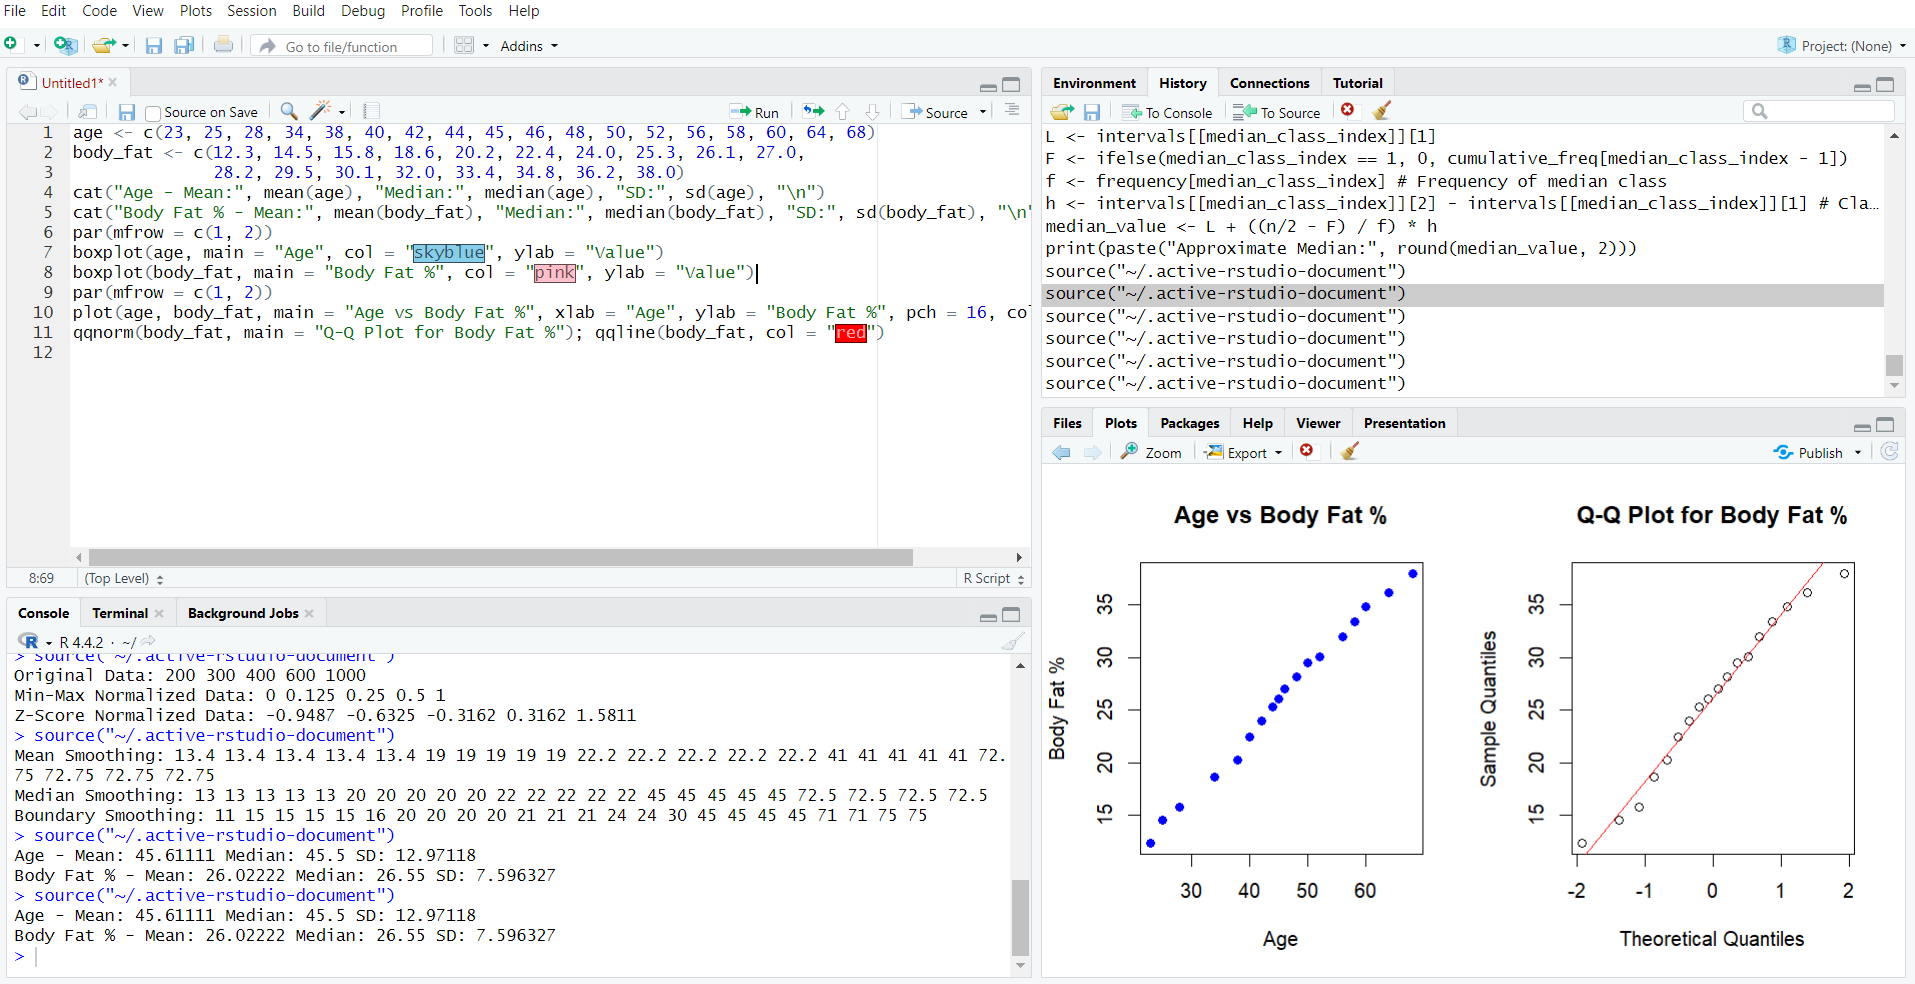 File Edit Code View Plots Session Build Debug Profile Tools Help
Go to file/function Addins Project: (None)
Untitled1*
Source on Save Run Source
1 age <- c(23, 25, 28, 34, 38, 40, 42, 44, 45, 46, 48, 50, 52, 56, 58, 60, 64, 68)
2 body_fat <- c(12.3, 14.5, 15.8, 18.6, 20.2, 22.4, 24.0, 25.3, 26.1, 27.0,
3 28.2, 29.5, 30.1, 32.0, 33.4, 34.8, 36.2, 38.0)
4 cat("Age - Mean:", mean(age), "Median:", median(age), "SD:", sd(age), "\n")
5 cat("Body Fat % - Mean:", mean(body_fat), "Median:", median(body_fat), "SD:", sd(body_fat), "\n"
6 par(mfrow = c(1, 2))
7 boxplot(age, main = "Age", col = "skyblue", ylab = "Value")
8 boxplot(body_fat, main = "Body Fat %", col = "pink", ylab = "Value")
9 par(mfrow = c(1, 2))
10 plot(age, body_fat, main = "Age vs Body Fat %", xlab = "Age", ylab = "Body Fat %", pch = 16, co
11 qqnorm(body_fat, main = "Q-Q Plot for Body Fat %"); qqline(body_fat, col = "red")
12
8:69 (Top Level) R Script
Console Terminal Background Jobs
R 4.4.2 · ~/
> source("~/.active-rstudio-document")
Original Data: 200 300 400 600 1000
Min-Max Normalized Data: 0 0.125 0.25 0.5 1
Z-Score Normalized Data: -0.9487 -0.6325 -0.3162 0.3162 1.5811
> source("~/.active-rstudio-document")
Mean Smoothing: 13.4 13.4 13.4 13.4 13.4 19 19 19 19 19 22.2 22.2 22.2 22.2 22.2 41 41 41 41 41 72.
75 72.75 72.75 72.75
Median Smoothing: 13 13 13 13 13 20 20 20 20 20 22 22 22 22 22 45 45 45 45 45 72.5 72.5 72.5 72.5
Boundary Smoothing: 11 15 15 15 15 16 20 20 20 20 21 21 21 24 24 30 45 45 45 45 71 71 75 75
> source("~/.active-rstudio-document")
Age - Mean: 45.61111 Median: 45.5 SD: 12.97118
Body Fat % - Mean: 26.02222 Median: 26.55 SD: 7.596327
> source("~/.active-rstudio-document")
Age - Mean: 45.61111 Median: 45.5 SD: 12.97118
Body Fat % - Mean: 26.02222 Median: 26.55 SD: 7.596327
>
Environment History Connections Tutorial
To Console To Source
L <- intervals[[median_class_index]][1]
F <- ifelse(median_class_index == 1, 0, cumulative_freq[median_class_index - 1])
f <- frequency[median_class_index] # Frequency of median class
h <- intervals[[median_class_index]][2] - intervals[[median_class_index]][1] # Cla…
median_value <- L + ((n/2 - F) / f) * h
print(paste("Approximate Median:", round(median_value, 2)))
source("~/.active-rstudio-document")
source("~/.active-rstudio-document")
source("~/.active-rstudio-document")
source("~/.active-rstudio-document")
source("~/.active-rstudio-document")
source("~/.active-rstudio-document")
Files Plots Packages Help Viewer Presentation
Zoom Export Publish
Age vs Body Fat %
Body Fat %
35
30
25
20
15
30 40 50 60
Age
Q-Q Plot for Body Fat %
Sample Quantiles
35
30
25
20
15
-2 -1 0 1 2
Theoretical Quantiles